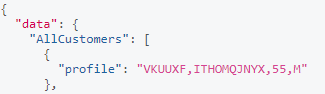 {
"data": {
"AllCustomers": [
{
"profile": "VKUUXF,ITHOMQJNYX,55,M"
},